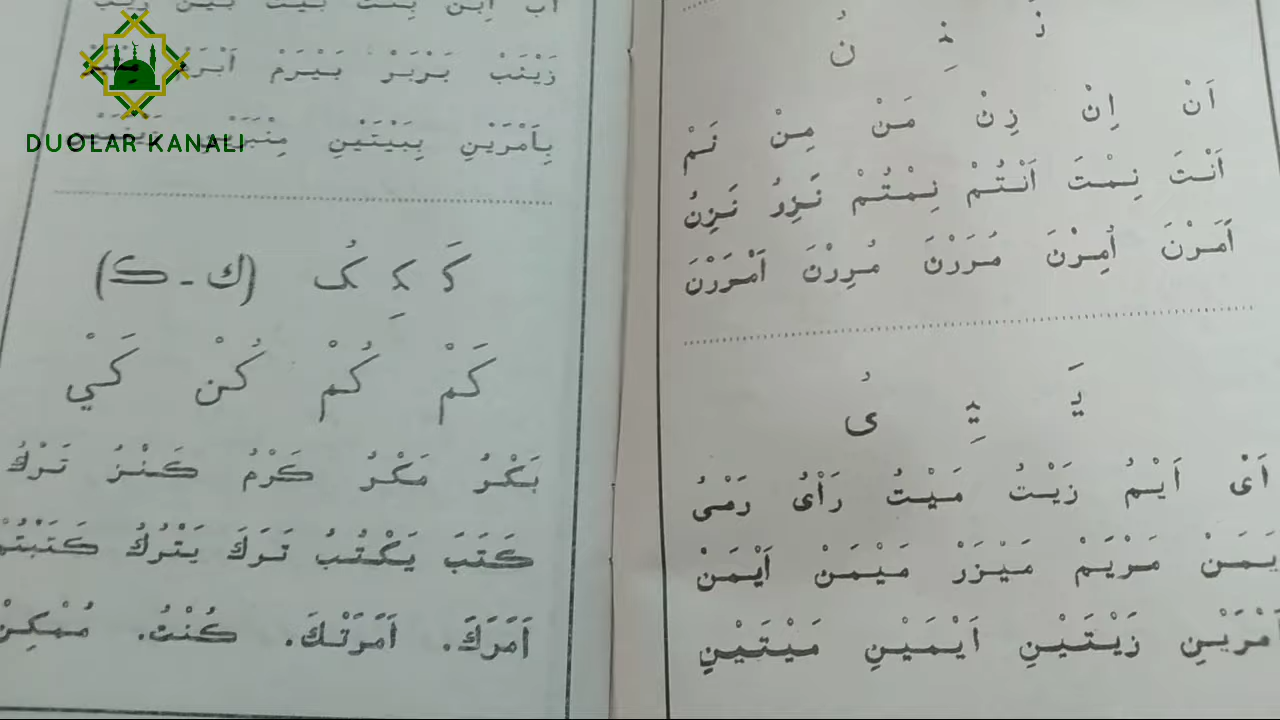 نَ نِ نُ
اَنْ اِنْ زِنْ مَنْ مِنْ نَمْ
اَنْتَ نِمْتَ اَنْتُمْ نِمْتُمْ نَزِرُ نَزِنُ
اَمَرْنَ اُمِرْنَ مُرَرْنَ مُرِرْنَ اَمْرَرْنَ
يَ يِ ىُ
اَىْ اَيْمُ زَيْتُ مَيْتُ رَأْىُ رَمْىُ
يَمَنْ مَرْيَمْ مَيْزَرْ مَيْمَنْ اَيْمَنْ
زَيْتَيْنِ اَيْمَيْنِ مَيْتَيْنِ
زَيْنَبْ بَرْبَرْ بَيْرَمْ
بِاَمْرَيْنِ بِبَيْتَيْنِ
كَ كِ كُ (ك - ڪ)
كَمْ كُمْ كُنْ كَيْ
بَكْرُ مَكْرُ كَرْمُ كَنْزُ تَرْكُ
كَتَبَ يَكْتُبُ تَرَكَ يَتْرُكُ كَتَبْتُمْ
اَمَرَكَ. اَمَرَتْكَ. كُنْتُ. مُمْكِنْ
DUOLAR KANALI